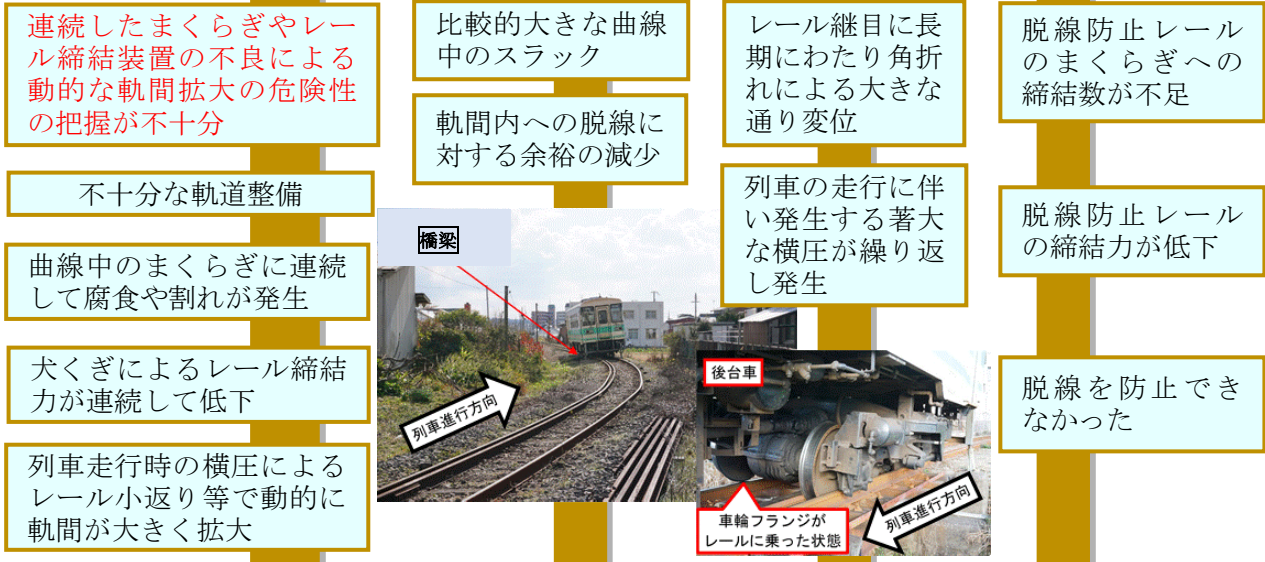 連続したまくらぎやレー
ル締結装置の不良による
動的な軌間拡大の危険性
の把握が不十分
不十分な軌道整備
曲線中のまくらぎに連続
して腐食や割れが発生
犬くぎによるレール締結
力が連続して低下
列車走行時の横圧による
レール小返り等で動的に
軌間が大きく拡大
比較的大きな曲線
中のスラック
軌間内への脱線に
対する余裕の減少
橋梁
列車進行方向
レール継目に長
期にわたり角折
れによる大きな
通り変位
列車の走行に伴
い発生する著大
な横圧が繰り返
し発生
後台車
車輪フランジが
レールに乗った状態
列車進行方向
脱線防止レール
のまくらぎへの
締結数が不足
脱線防止レール
の締結力が低下
脱線を防止でき
なかった